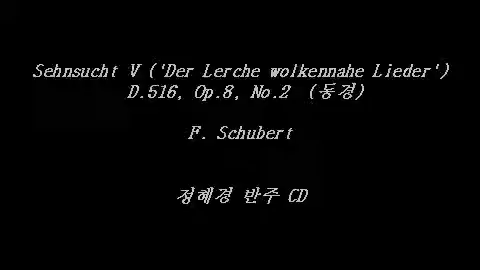 Sehnsucht V ('Der Lerche wolkennahe Lieder')
D.516, Op.8, No.2 (동경)
F. Schubert
정혜경 반주 CD